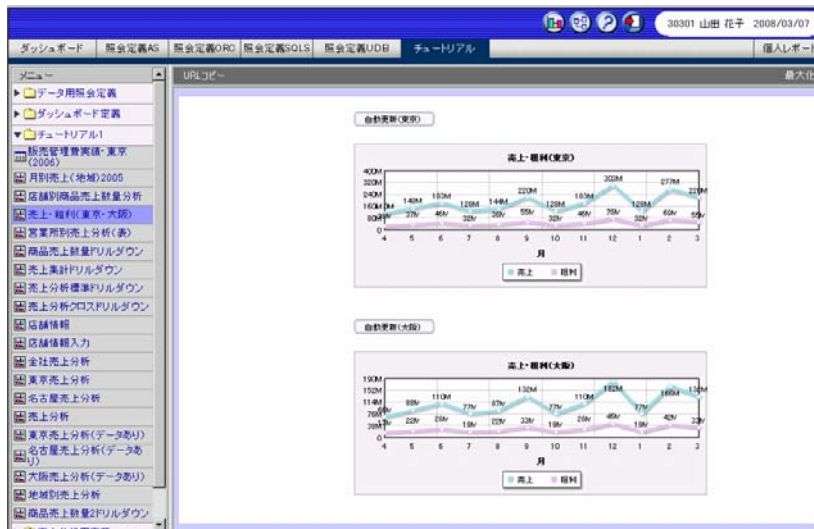 30301 山田 花子 2008/03/07
ダッシュボード 照会定義AS 照会定義ORC 照会定義SQLS 照会定義UDB チュートリアル 個人レポート
メニュー URLコピー 最大化
データ用照会定義
ダッシュボード定義
チュートリアル1
販売管理費実績・東京
(2006)
月別売上(地域)2005
店舗別商品売上数量分析
売上・粗利(東京・大阪)
営業所別売上分析(表)
商品売上数量ドリルダウン
売上集計ドリルダウン
売上分析標準ドリルダウン
売上分析クロスドリルダウン
店舗情報
店舗情報入力
全社売上分析
東京売上分析
名古屋売上分析
売上分析
東京売上分析(データあり)
名古屋売上分析(データあ
り)
大阪売上分析(データあり)
地域別売上分析
商品売上数量2ドリルダウン
自動更新(東京)
売上・粗利(東京)
400M
320M
240M
160M
80M
0
148M 183M 128M 144M 220M 128M 183M 303M 128M 277M
4 5 6 7 8 9 10 11 12 1 2 3
月
売上 粗利
自動更新(大阪)
売上・粗利(大阪)
190M
152M
114M
76M
38M
0
88M 110M 77M 87M 132M 77M 110M 182M 77M 166M
4 5 6 7 8 9 10 11 12 1 2 3
月
売上 粗利